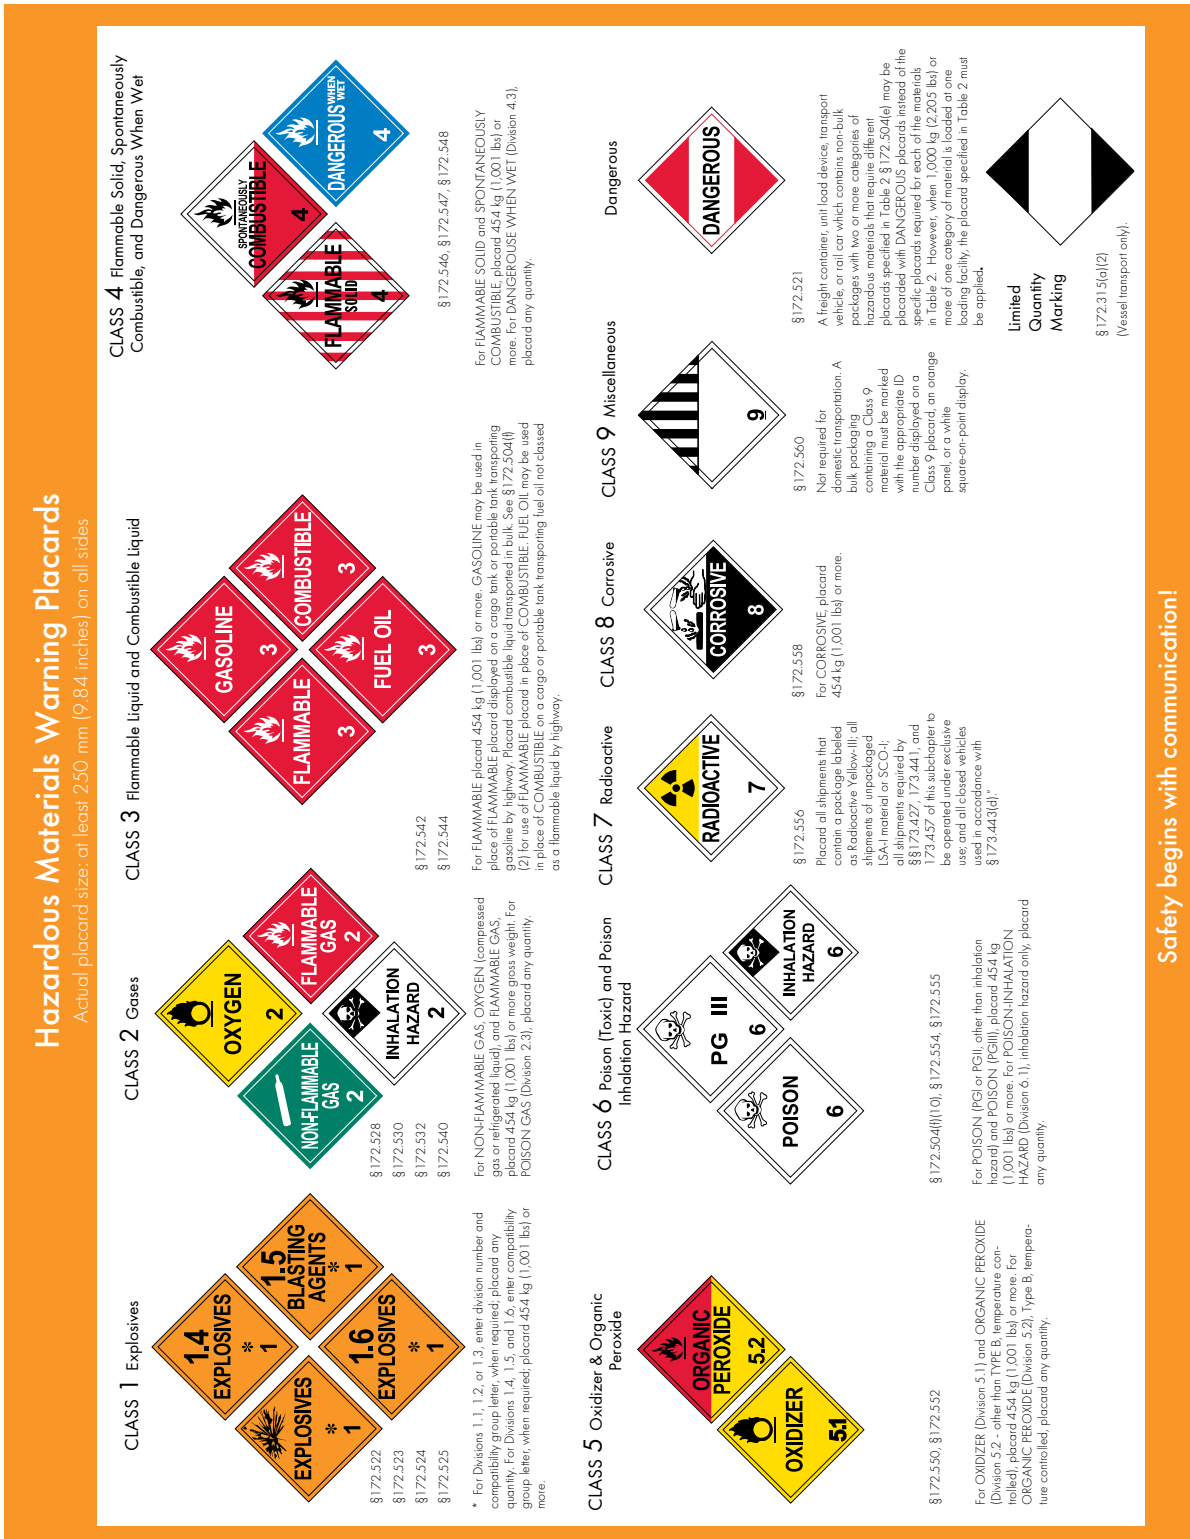 Hazardous Materials Warning Placards
Actual placard size: at least 250 mm (9.84 inches) on all sides
CLASS 1 Explosives
1.4
EXPLOSIVES
*
1
1.5
BLASTING
AGENTS
*
1
EXPLOSIVES
*
1
1.6
EXPLOSIVES
*
1
§172.522
§172.523
§172.524
§172.525
* For Divisions 1.1, 1.2, or 1.3, enter division number and
compatibility group letter, when required; placard any
quantity. For Divisions 1.4, 1.5, and 1.6, enter compatibility
group letter, when required; placard 454 kg (1,001 lbs) or
more.
CLASS 2 Gases
OXYGEN
2
FLAMMABLE
GAS
2
NON-FLAMMABLE
GAS
2
INHALATION
HAZARD
2
§172.528
§172.530
§172.532
§172.540
For NON-FLAMMABLE GAS, OXYGEN (compressed
gas or refrigerated liquid), and FLAMMABLE GAS,
placard 454 kg (1,001 lbs) or more gross weight. For
POISON GAS (Division 2.3), placard any quantity.
CLASS 3 Flammable Liquid and Combustible Liquid
GASOLINE
3
COMBUSTIBLE
3
FLAMMABLE
3
FUEL OIL
3
§172.542
§172.544
For FLAMMABLE placard 454 kg (1,001 lbs) or more. GASOLINE may be used in
place of FLAMMABLE placard displayed on a cargo tank or portable tank transporting
gasoline by highway. Placard combustible liquid transported in bulk. See §172.504(f)
(2) for use of FLAMMABLE placard in place of COMBUSTIBLE. FUEL OIL may be used
in place of COMBUSTIBLE on a cargo or portable tank transporting fuel oil not classed
as a flammable liquid by highway.
CLASS 4 Flammable Solid, Spontaneously
Combustible, and Dangerous When Wet
SPONTANEOUSLY
COMBUSTIBLE
4
DANGEROUS WHEN
WET
4
FLAMMABLE
SOLID
4
§172.546, §172.547, §172.548
For FLAMMABLE SOLID and SPONTANEOUSLY
COMBUSTIBLE, placard 454 kg (1,001 lbs) or
more. For DANGEROUSE WHEN WET (Division 4.3),
placard any quantity.
CLASS 5 Oxidizer & Organic
Peroxide
ORGANIC
PEROXIDE
5.2
OXIDIZER
5.1
§172.550, §172.552
For OXIDIZER (Division 5.1) and ORGANIC PEROXIDE
(Division 5.2 - other than TYPE B, temperature con-
trolled), placard 454 kg (1,001 lbs) or more. For
ORGANIC PEROXIDE (Division 5.2), Type B, tempera-
ture controlled, placard any quantity.
CLASS 6 Poison (Toxic) and Poison
Inhalation Hazard
PG III
6
INHALATION
HAZARD
6
POISON
6
§172.504(f)(10), §172.554, §172.555
For POISON (PGI or PGII, other than inhalation
hazard) and POISON (PGIII), placard 454 kg
(1,001 lbs) or more. For POISON-INHALATION
HAZARD (Division 6.1), inhalation hazard only, placard
any quantity.
CLASS 7 Radioactive
RADIOACTIVE
7
§172.556
Placard all shipments that
contain a package labeled
as Radioactive Yellow-III; all
shipments of unpackaged
LSA-I material or SCO-I;
all shipments required by
§§173.427, 173.441, and
173.457 of this subchapter to
be operated under exclusive
use; and all closed vehicles
used in accordance with
§173.443(d)."
CLASS 8 Corrosive
CORROSIVE
8
§172.558
For CORROSIVE, placard
454 kg (1,001 lbs) or more.
CLASS 9 Miscellaneous
9
§172.560
Not required for
domestic transportation. A
bulk packaging
containing a Class 9
material must be marked
with the appropriate ID
number displayed on a
Class 9 placard, an orange
panel, or a white
square-on-point display.
Dangerous
DANGEROUS
§172.521
A freight container, unit load device, transport
vehicle, or rail car which contains non-bulk
packages with two or more categories of
hazardous materials that require different
placards specified in Table 2 §172.504(e) may be
placarded with DANGEROUS placards instead of the
specific placards required for each of the materials
in Table 2. However, when 1,000 kg (2,205 lbs) or
more of one category of material is loaded at one
loading facility, the placard specified in Table 2 must
be applied.
Limited
Quantity
Marking
§172.315(a)(2)
(Vessel transport only).
Safety begins with communication!